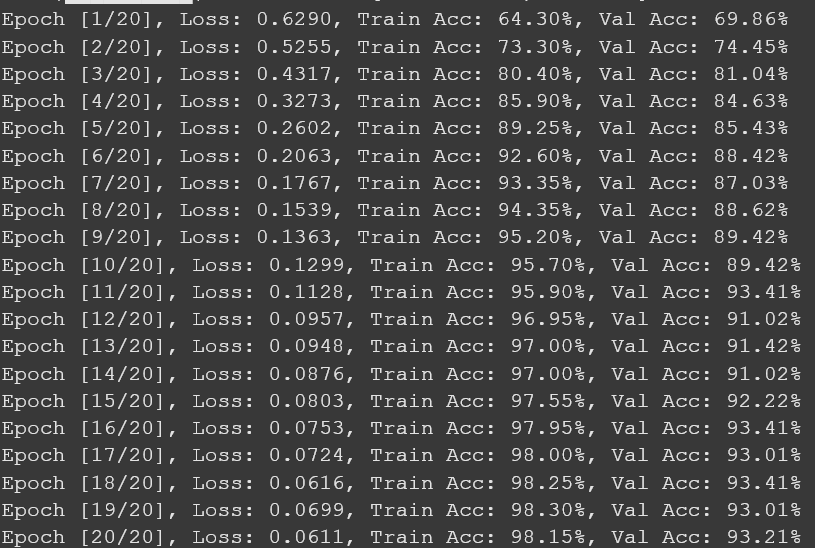 Epoch [1/20], Loss: 0.6290, Train Acc: 64.30%, Val Acc: 69.86%
Epoch [2/20], Loss: 0.5255, Train Acc: 73.30%, Val Acc: 74.45%
Epoch [3/20], Loss: 0.4317, Train Acc: 80.40%, Val Acc: 81.04%
Epoch [4/20], Loss: 0.3273, Train Acc: 85.90%, Val Acc: 84.63%
Epoch [5/20], Loss: 0.2602, Train Acc: 89.25%, Val Acc: 85.43%
Epoch [6/20], Loss: 0.2063, Train Acc: 92.60%, Val Acc: 88.42%
Epoch [7/20], Loss: 0.1767, Train Acc: 93.35%, Val Acc: 87.03%
Epoch [8/20], Loss: 0.1539, Train Acc: 94.35%, Val Acc: 88.62%
Epoch [9/20], Loss: 0.1363, Train Acc: 95.20%, Val Acc: 89.42%
Epoch [10/20], Loss: 0.1299, Train Acc: 95.70%, Val Acc: 89.42%
Epoch [11/20], Loss: 0.1128, Train Acc: 95.90%, Val Acc: 93.41%
Epoch [12/20], Loss: 0.0957, Train Acc: 96.95%, Val Acc: 91.02%
Epoch [13/20], Loss: 0.0948, Train Acc: 97.00%, Val Acc: 91.42%
Epoch [14/20], Loss: 0.0876, Train Acc: 97.00%, Val Acc: 91.02%
Epoch [15/20], Loss: 0.0803, Train Acc: 97.55%, Val Acc: 92.22%
Epoch [16/20], Loss: 0.0753, Train Acc: 97.95%, Val Acc: 93.41%
Epoch [17/20], Loss: 0.0724, Train Acc: 98.00%, Val Acc: 93.01%
Epoch [18/20], Loss: 0.0616, Train Acc: 98.25%, Val Acc: 93.41%
Epoch [19/20], Loss: 0.0699, Train Acc: 98.30%, Val Acc: 93.01%
Epoch [20/20], Loss: 0.0611, Train Acc: 98.15%, Val Acc: 93.21%